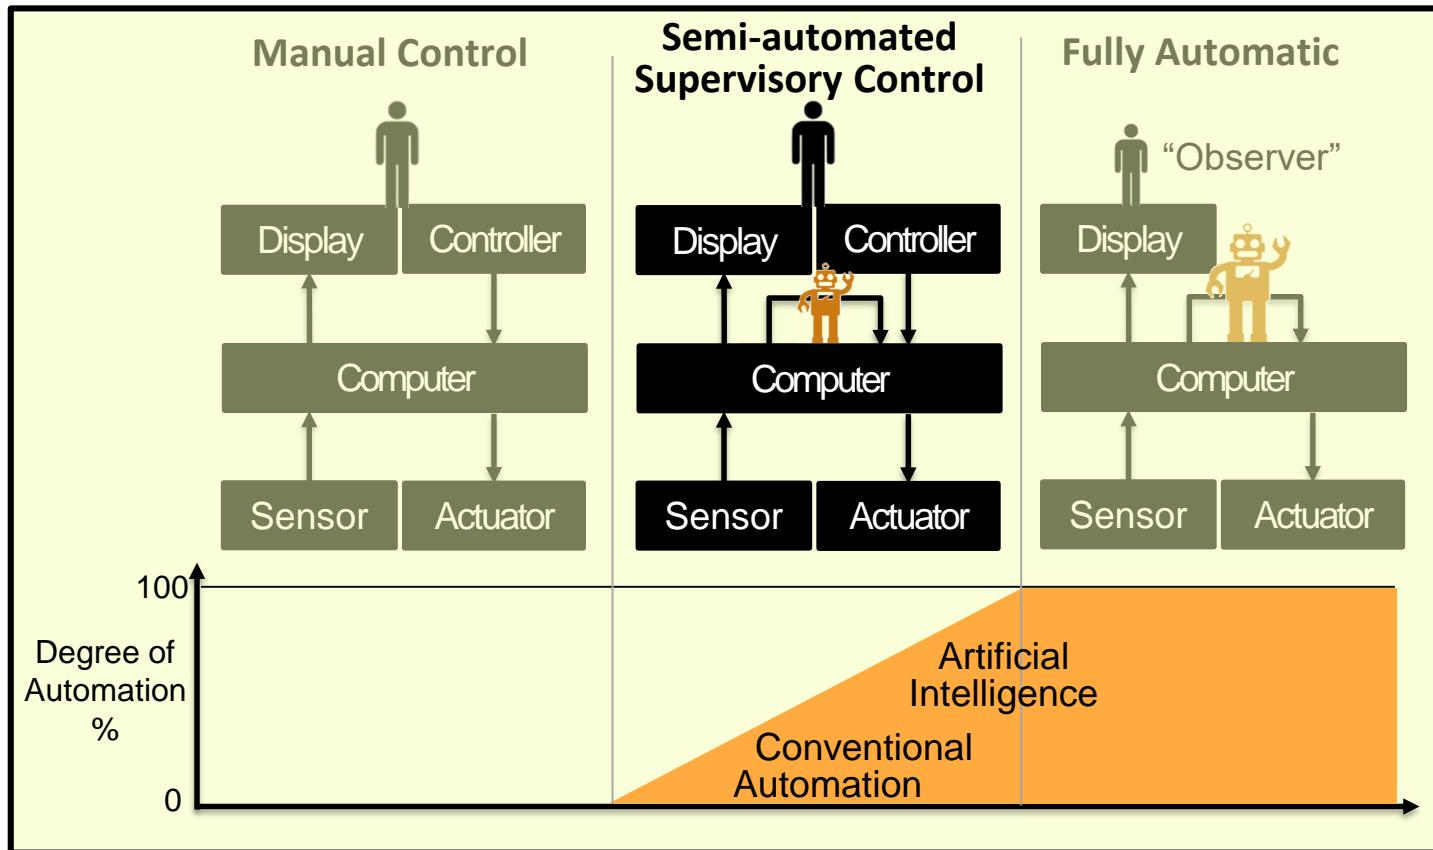 Manual Control
Semi-automated
Supervisory Control
Fully Automatic
“Observer”
Display
Controller
Display
Controller
Display
Computer
Computer
Computer
Sensor
Actuator
Sensor
Actuator
Sensor
Actuator
100
Degree of
Automation
%
0
Artificial
Intelligence
Conventional
Automation